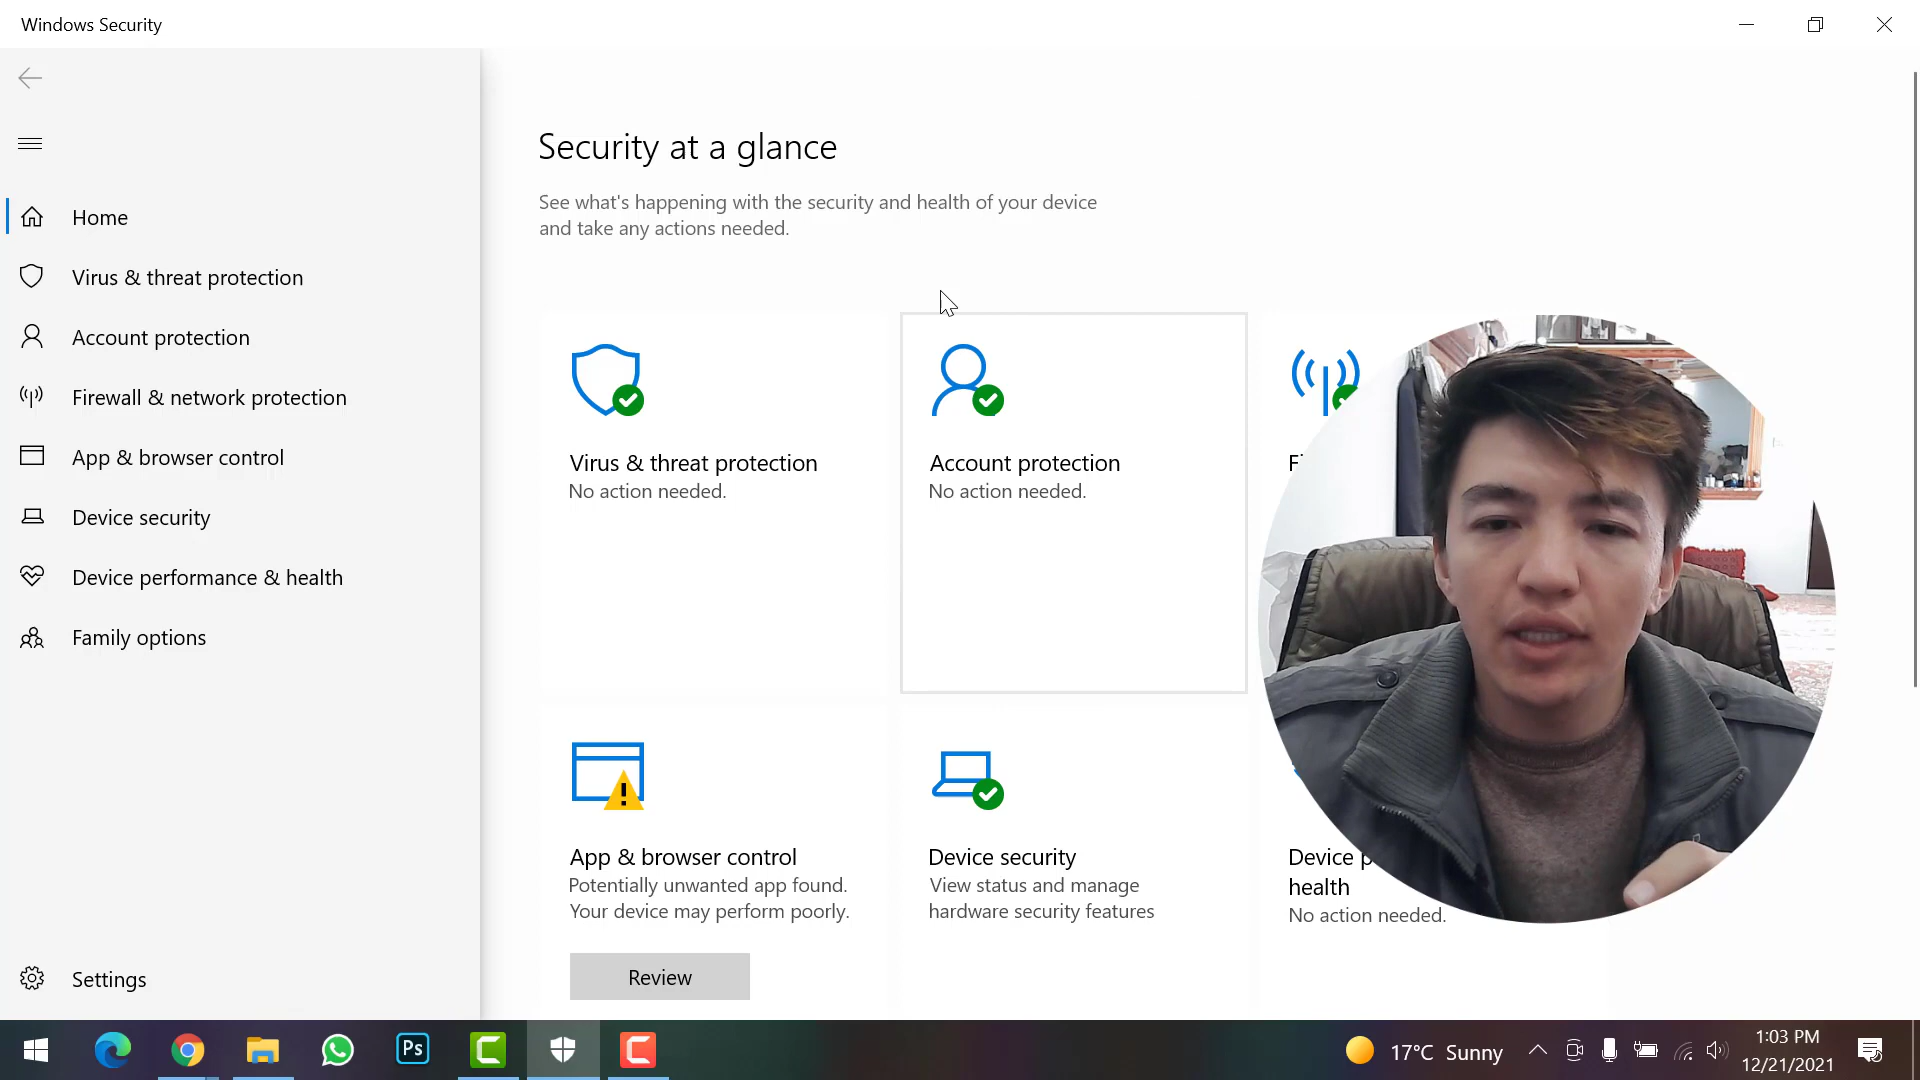 Windows Security
Home
Virus & threat protection
Account protection
Firewall & network protection
App & browser control
Device security
Device performance & health
Family options
Settings
Security at a glance
See what's happening with the security and health of your device
and take any actions needed.
Virus & threat protection
No action needed.
Account protection
No action needed.
App & browser control
Potentially unwanted app found.
Your device may perform poorly.
Review
Device security
View status and manage
hardware security features
Device p
health
No action needed.
Ps
17°C Sunny
1:03 PM
12/21/2021